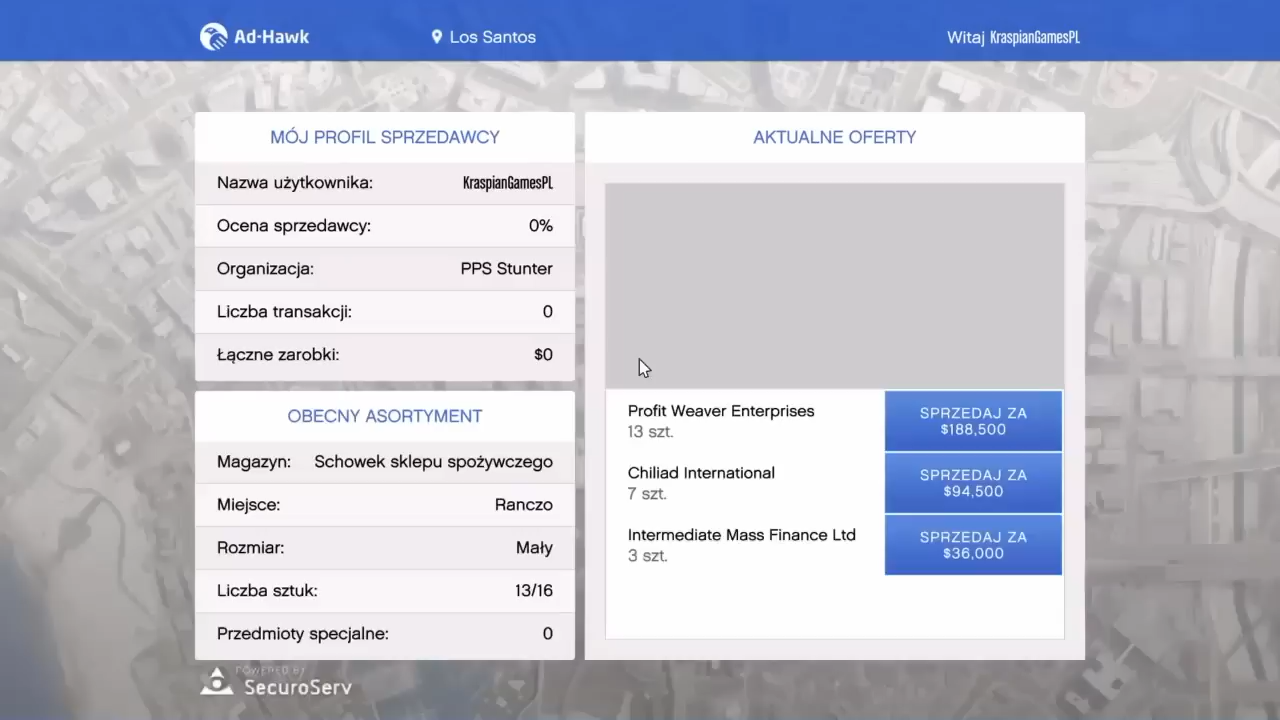 Ad-Hawk
Los Santos
Witaj KraspianGamesPL
MÓJ PROFIL SPRZEDAWCY
Nazwa użytkownika: KraspianGamesPL
Ocena sprzedawcy: 0%
Organizacja: PPS Stunter
Liczba transakcji: 0
Łączne zarobki: $0
OBECNY ASORTYMENT
Magazyn: Schowek sklepu spożywczego
Miejsce: Ranczo
Rozmiar: Mały
Liczba sztuk: 13/16
Przedmioty specjalne: 0
POWERED BY
SecuroServ
AKTUALNE OFERTY
Profit Weaver Enterprises
13 szt.
SPRZEDAJ ZA
$188,500
Chiliad International
7 szt.
SPRZEDAJ ZA
$94,500
Intermediate Mass Finance Ltd
3 szt.
SPRZEDAJ ZA
$36,000